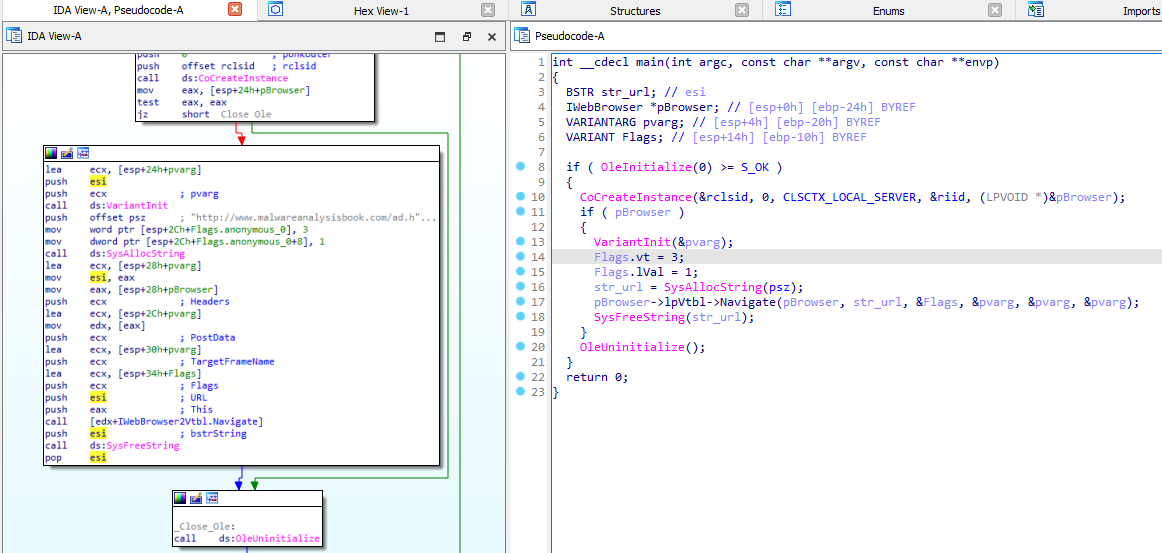 IDA View-A, Pseudocode-A
Hex View-1
Structures
Enums
Imports
IDA View-A
push    offset rclsid   ; rclsid
call    ds:CoCreateInstance
mov     eax, [esp+24h+pBrowser]
test    eax, eax
jz      short _Close_Ole
lea     ecx, [esp+24h+pvarg]
push    esi
push    ecx             ; pvarg
call    ds:VariantInit
push    offset psz      ; "http://www.malwareanalysisbook.com/ad.h"...
mov     word ptr [esp+2Ch+Flags.anonymous_0], 3
mov     dword ptr [esp+2Ch+Flags.anonymous_0+8], 1
call    ds:SysAllocString
lea     ecx, [esp+28h+pvarg]
mov     esi, eax
mov     eax, [esp+28h+pBrowser]
push    ecx             ; Headers
lea     ecx, [esp+2Ch+pvarg]
mov     edx, [eax]
push    ecx             ; PostData
lea     ecx, [esp+30h+pvarg]
push    ecx             ; TargetFrameName
lea     ecx, [esp+34h+Flags]
push    ecx             ; Flags
push    esi             ; URL
push    eax             ; This
call    [edx+IWebBrowser2Vtbl.Navigate]
push    esi             ; bstrString
call    ds:SysFreeString
pop     esi
_Close_Ole:
call    ds:OleUninitialize
Pseudocode-A
1 int __cdecl main(int argc, const char **argv, const char **envp)
2 {
3   BSTR str_url; // esi
4   IWebBrowser *pBrowser; // [esp+0h] [ebp-24h] BYREF
5   VARIANTARG pvarg; // [esp+4h] [ebp-20h] BYREF
6   VARIANT Flags; // [esp+14h] [ebp-10h] BYREF
7
8   if ( OleInitialize(0) >= S_OK )
9   {
10     CoCreateInstance(&rclsid, 0, CLSCTX_LOCAL_SERVER, &riid, (LPVOID *)&pBrowser);
11     if ( pBrowser )
12     {
13       VariantInit(&pvarg);
14       Flags.vt = 3;
15       Flags.lVal = 1;
16       str_url = SysAllocString(psz);
17       pBrowser->lpVtbl->Navigate(pBrowser, str_url, &Flags, &pvarg, &pvarg, &pvarg);
18       SysFreeString(str_url);
19     }
20     OleUninitialize();
21   }
22   return 0;
23 }